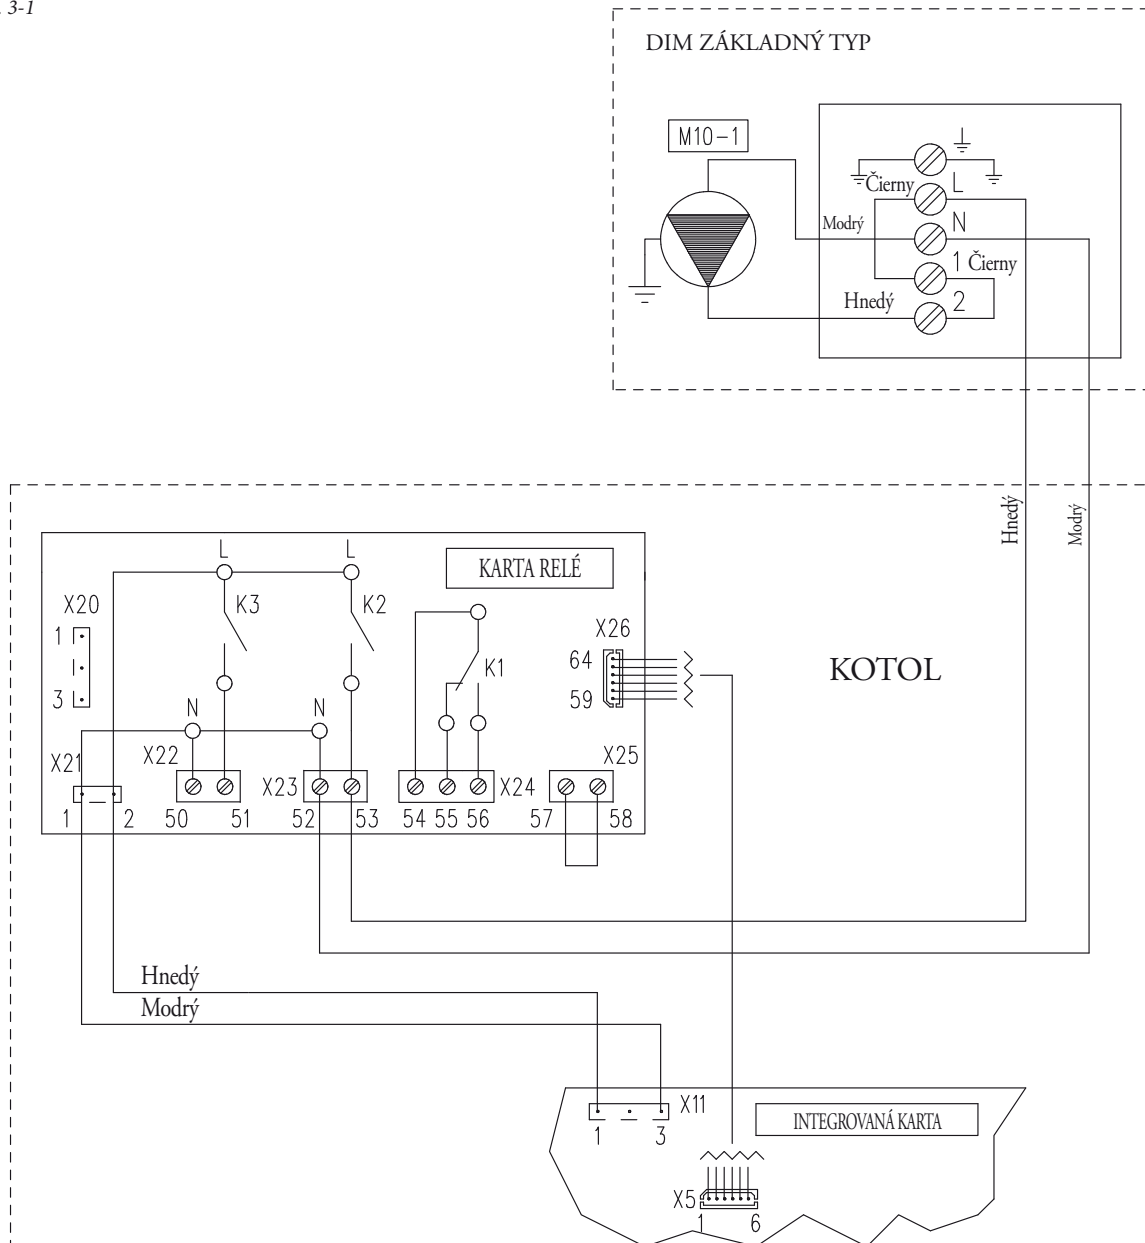 . 3-1
DIM ZÁKLADNÝ TYP
M10-1
Čierny
L
Modrý
N
1 Čierny
Hnedý
2
Hnedý
Modrý
L
L
KARTA RELÉ
X20
K3
K2
1
X26
64
K1
KOTOL
3
59
N
N
X21
X22
X23
X24
X25
1
2
50
51
52
53
54
55
56
57
58
Hnedý
Modrý
X11
INTEGROVANÁ KARTA
1
3
X5
1
6